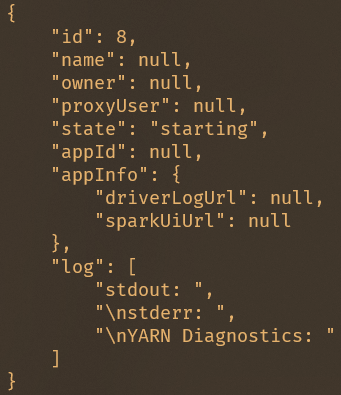 {
    "id": 8,
    "name": null,
    "owner": null,
    "proxyUser": null,
    "state": "starting",
    "appId": null,
    "appInfo": {
        "driverLogUrl": null,
        "sparkUiUrl": null
    },
    "log": [
        "stdout: ",
        "\nstderr: ",
        "\nYARN Diagnostics: "
    ]
}